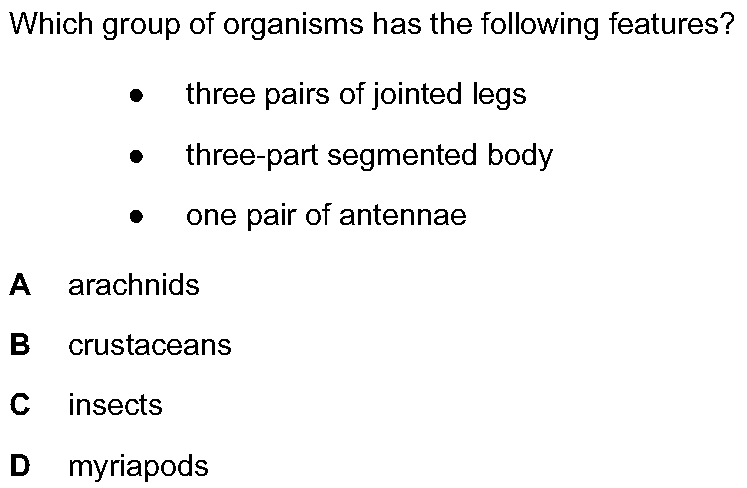 Which group of organisms has the following features?
● three pairs of jointed legs
● three-part segmented body
● one pair of antennae
A arachnids
B crustaceans
C insects
D myriapods